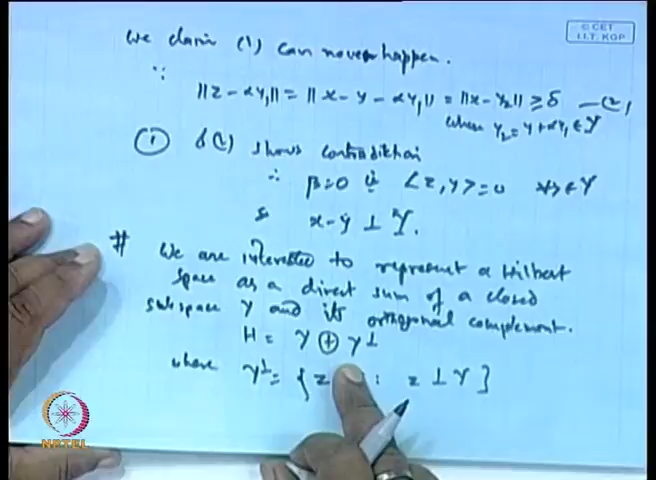 © CET
I.I.T. KGP
We claim (1) can never happen.
∵ ||z - αy₁|| = ||x - y - αy₁|| = ||x - y₂|| ≥ δ —(2)
where y₂ = y + αy₁ ∈ Y
① & (2) shows contradiction
∴ β=0 ie <z, y> = 0 ∀ y ∈ Y
so x - y ⊥ Y.
# We are interested to represent a Hilbert
space as a direct sum of a closed
subspace Y and its orthogonal complement.
H = Y ⊕ Y⊥
where Y⊥ = { z : z ⊥ Y }
NPTEL